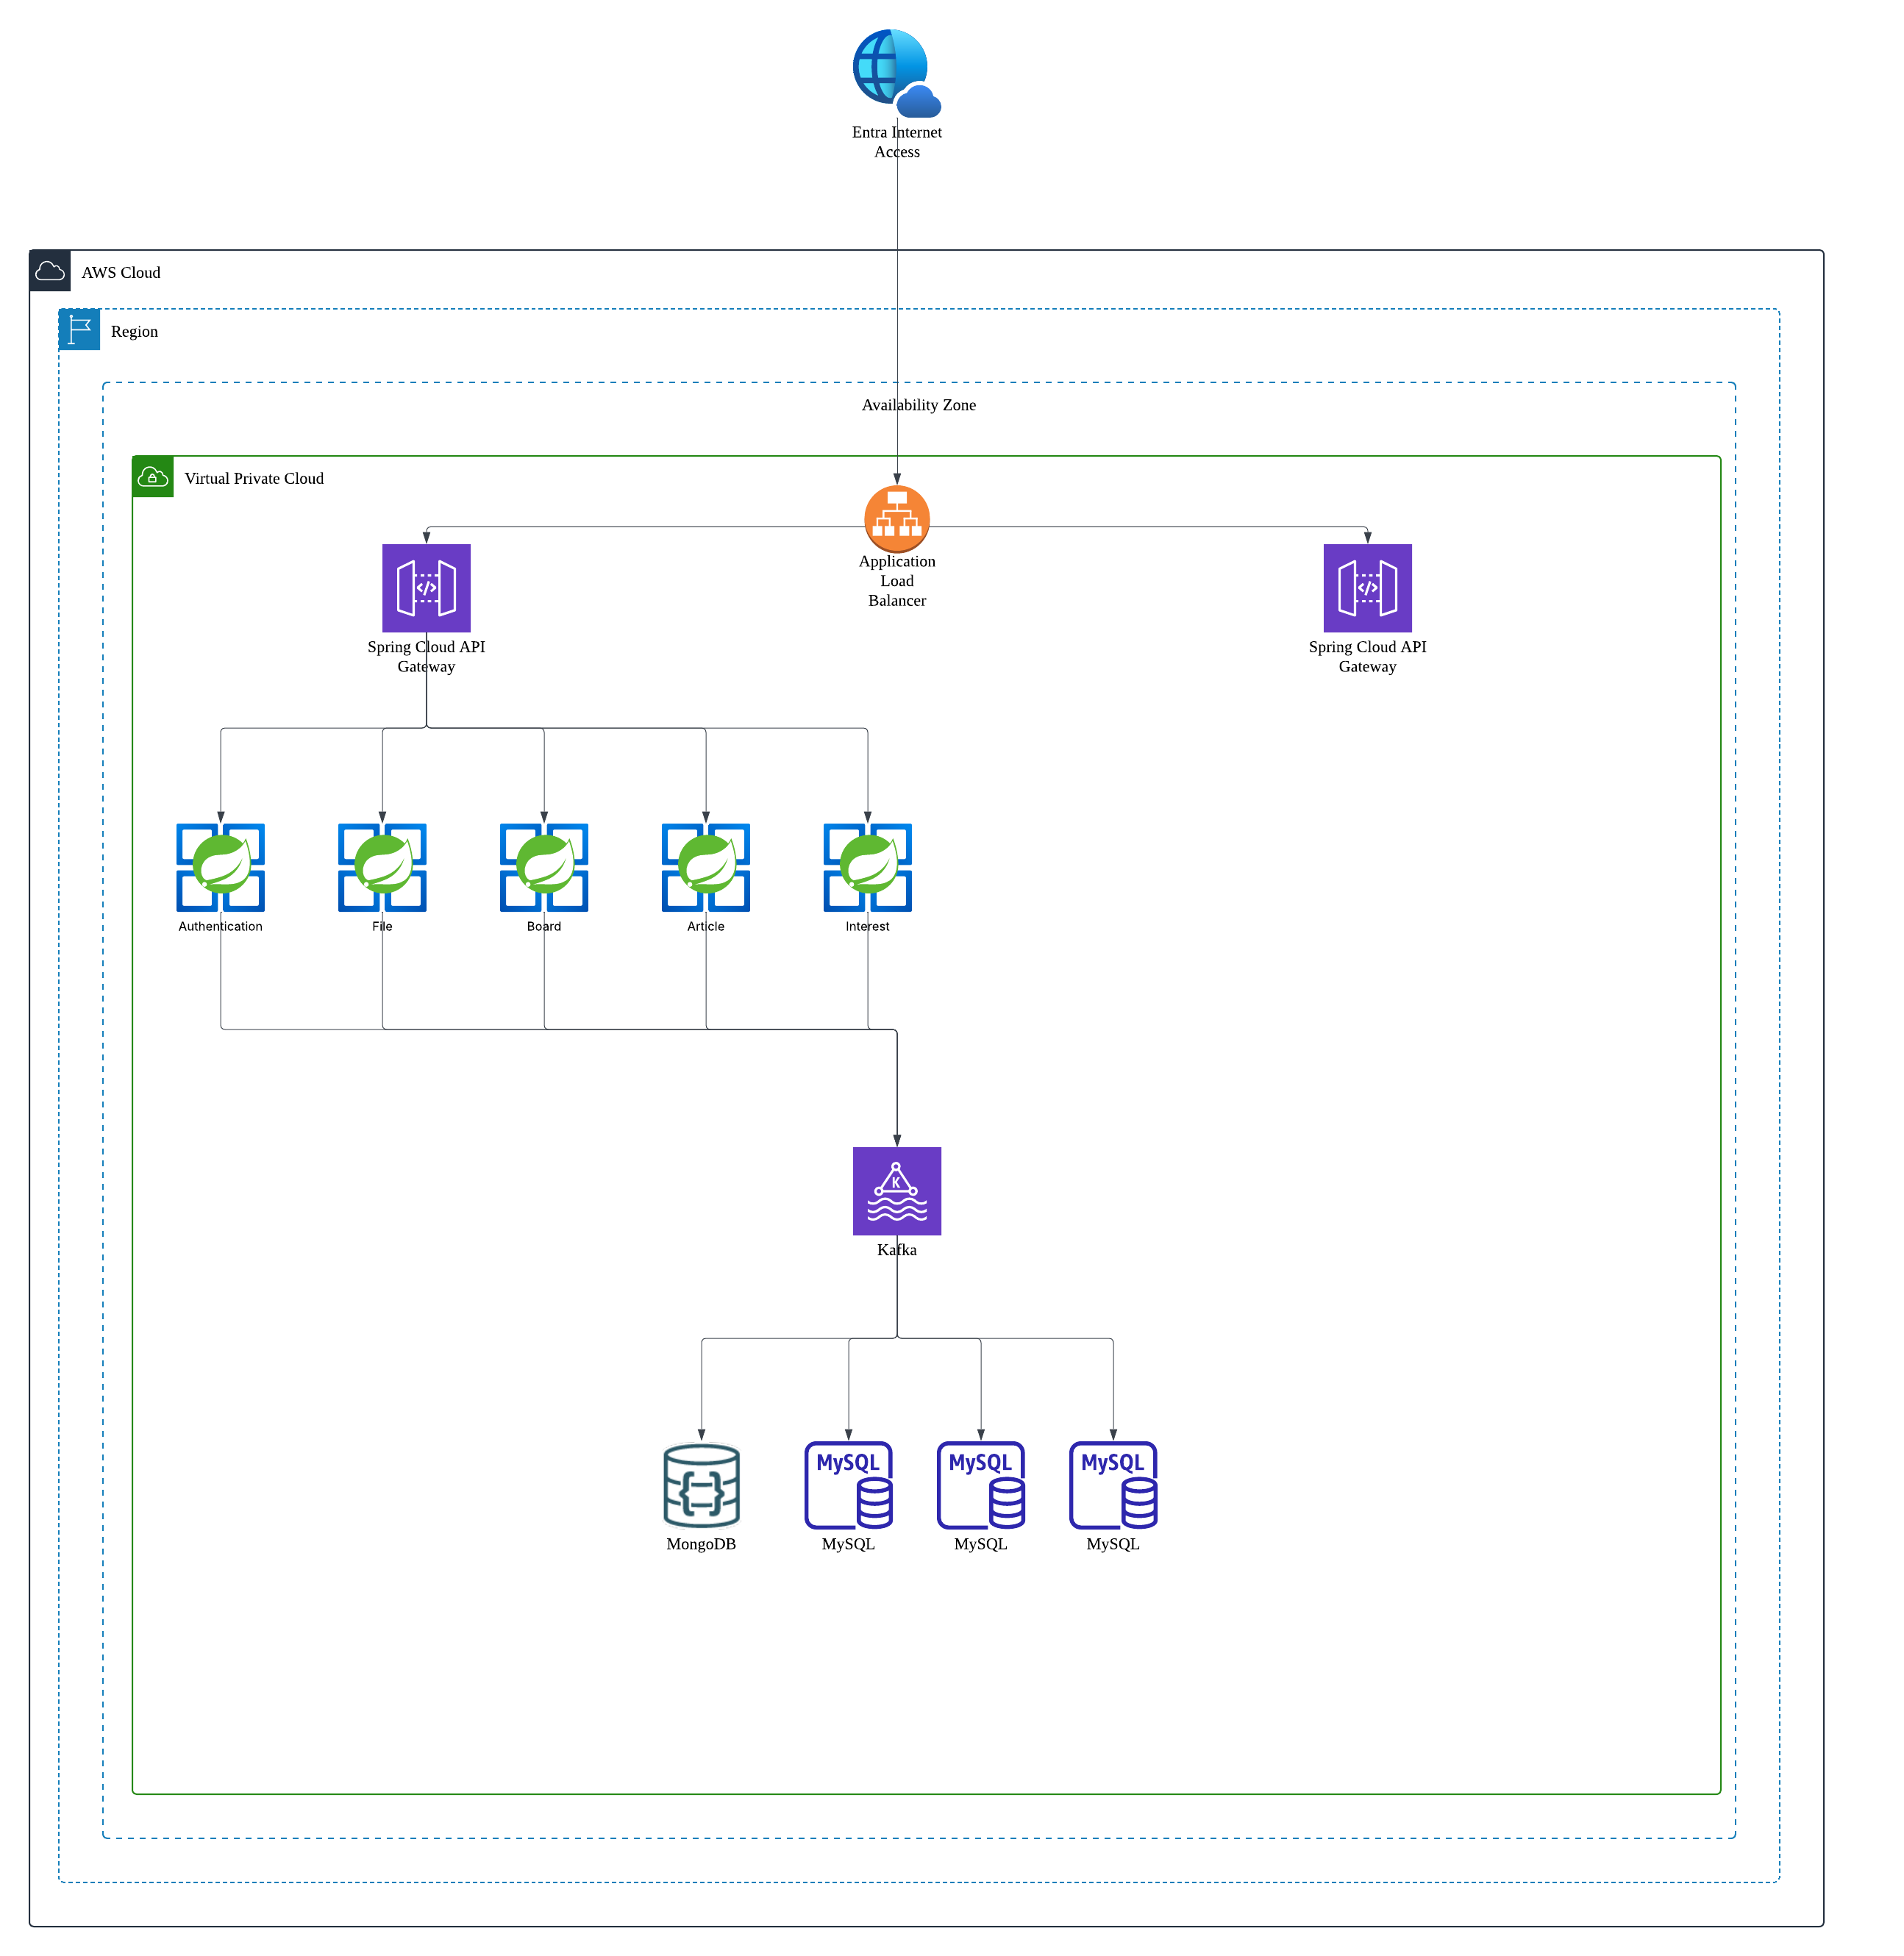 Entra Internet
Access
AWS Cloud
Region
Availability Zone
Virtual Private Cloud
Application
Load
Balancer
Spring Cloud API
Gateway
Spring Cloud API
Gateway
Authentication
File
Board
Article
Interest
K
Kafka
MySQL
MySQL
MySQL
MongoDB
MySQL
MySQL
MySQL